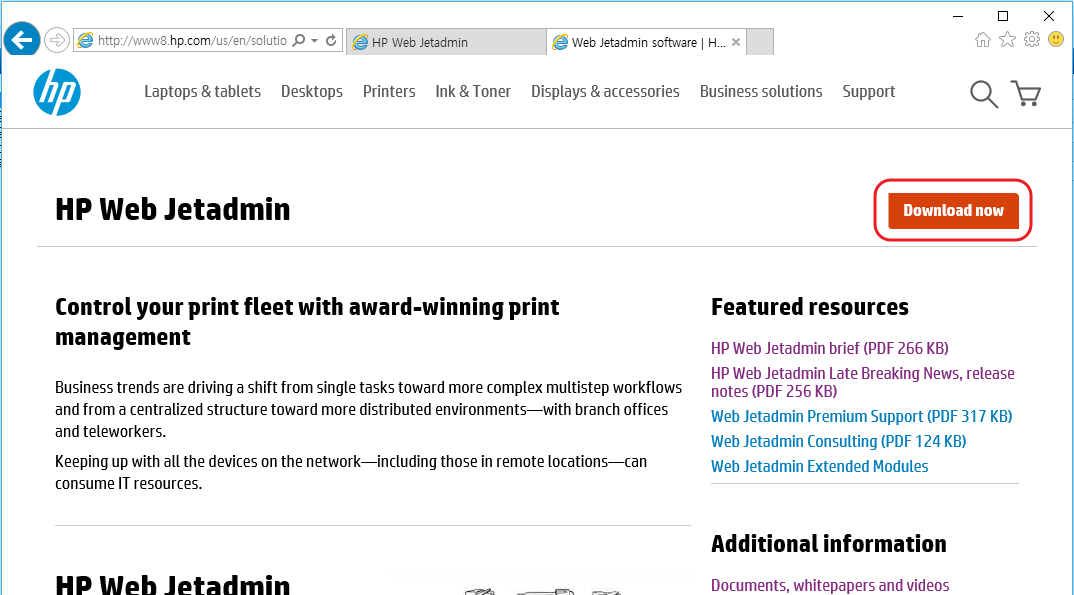 http://www8.hp.com/us/en/solutio
HP Web Jetadmin
Web Jetadmin software | H...
hp
Laptops & tablets
Desktops
Printers
Ink & Toner
Displays & accessories
Business solutions
Support
HP Web Jetadmin
Download now
Control your print fleet with award-winning print
management
Business trends are driving a shift from single tasks toward more complex multistep workflows
and from a centralized structure toward more distributed environments—with branch offices
and teleworkers.
Keeping up with all the devices on the network—including those in remote locations—can
consume IT resources.
HP Web Jetadmin
Featured resources
HP Web Jetadmin brief (PDF 266 KB)
HP Web Jetadmin Late Breaking News, release
notes (PDF 256 KB)
Web Jetadmin Premium Support (PDF 317 KB)
Web Jetadmin Consulting (PDF 124 KB)
Web Jetadmin Extended Modules
Additional information
Documents, whitepapers and videos